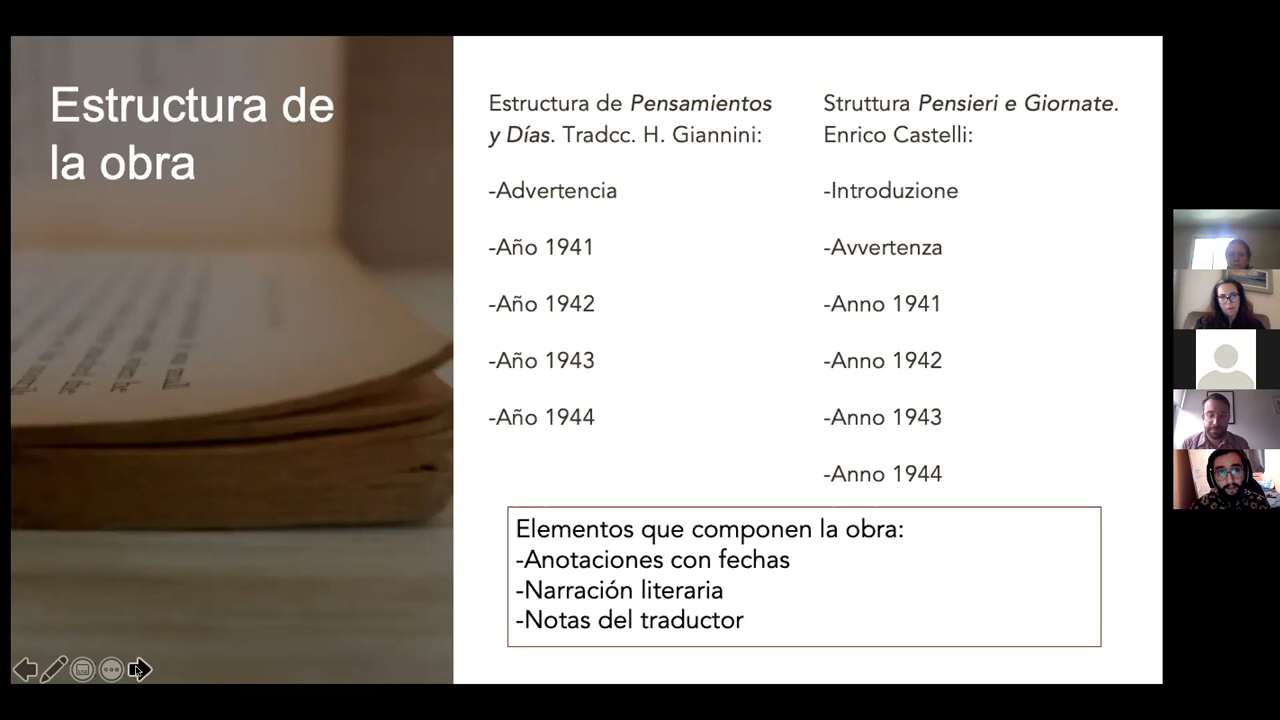 Estructura de
la obra
Estructura de Pensamientos
y Días. Tradcc. H. Giannini:
-Advertencia
-Año 1941
-Año 1942
-Año 1943
-Año 1944
Struttura Pensieri e Giornate.
Enrico Castelli:
-Introduzione
-Avvertenza
-Anno 1941
-Anno 1942
-Anno 1943
-Anno 1944
Elementos que componen la obra:
-Anotaciones con fechas
-Narración literaria
-Notas del traductor